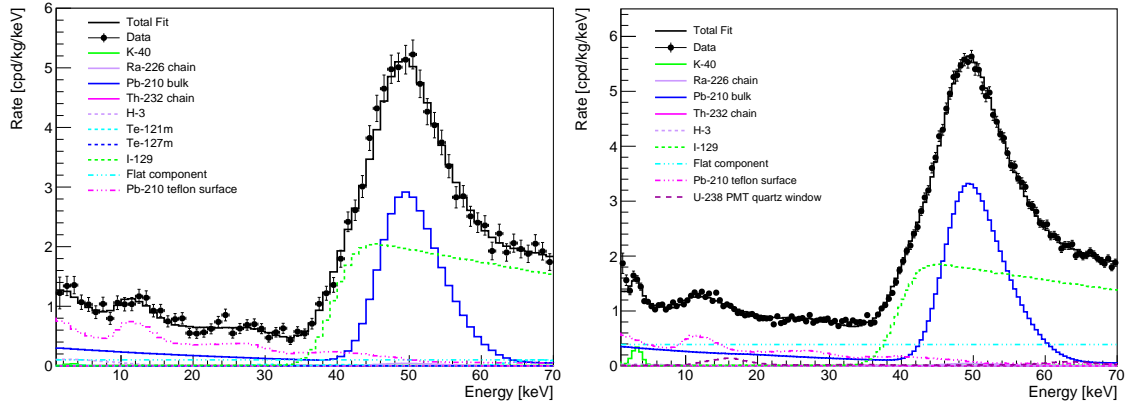 Rate [cpd/kg/keV]
6
5
4
3
2
1
0
Total Fit
Data
K-40
Ra-226 chain
Pb-210 bulk
Th-232 chain
H-3
Te-121m
Te-127m
I-129
Flat component
Pb-210 teflon surface
10 20 30 40 50 60 70
Energy [keV]
Rate [cpd/kg/keV]
6
5
4
3
2
1
0
Total Fit
Data
K-40
Ra-226 chain
Pb-210 bulk
Th-232 chain
H-3
I-129
Flat component
Pb-210 teflon surface
U-238 PMT quartz window
10 20 30 40 50 60 70
Energy [keV]